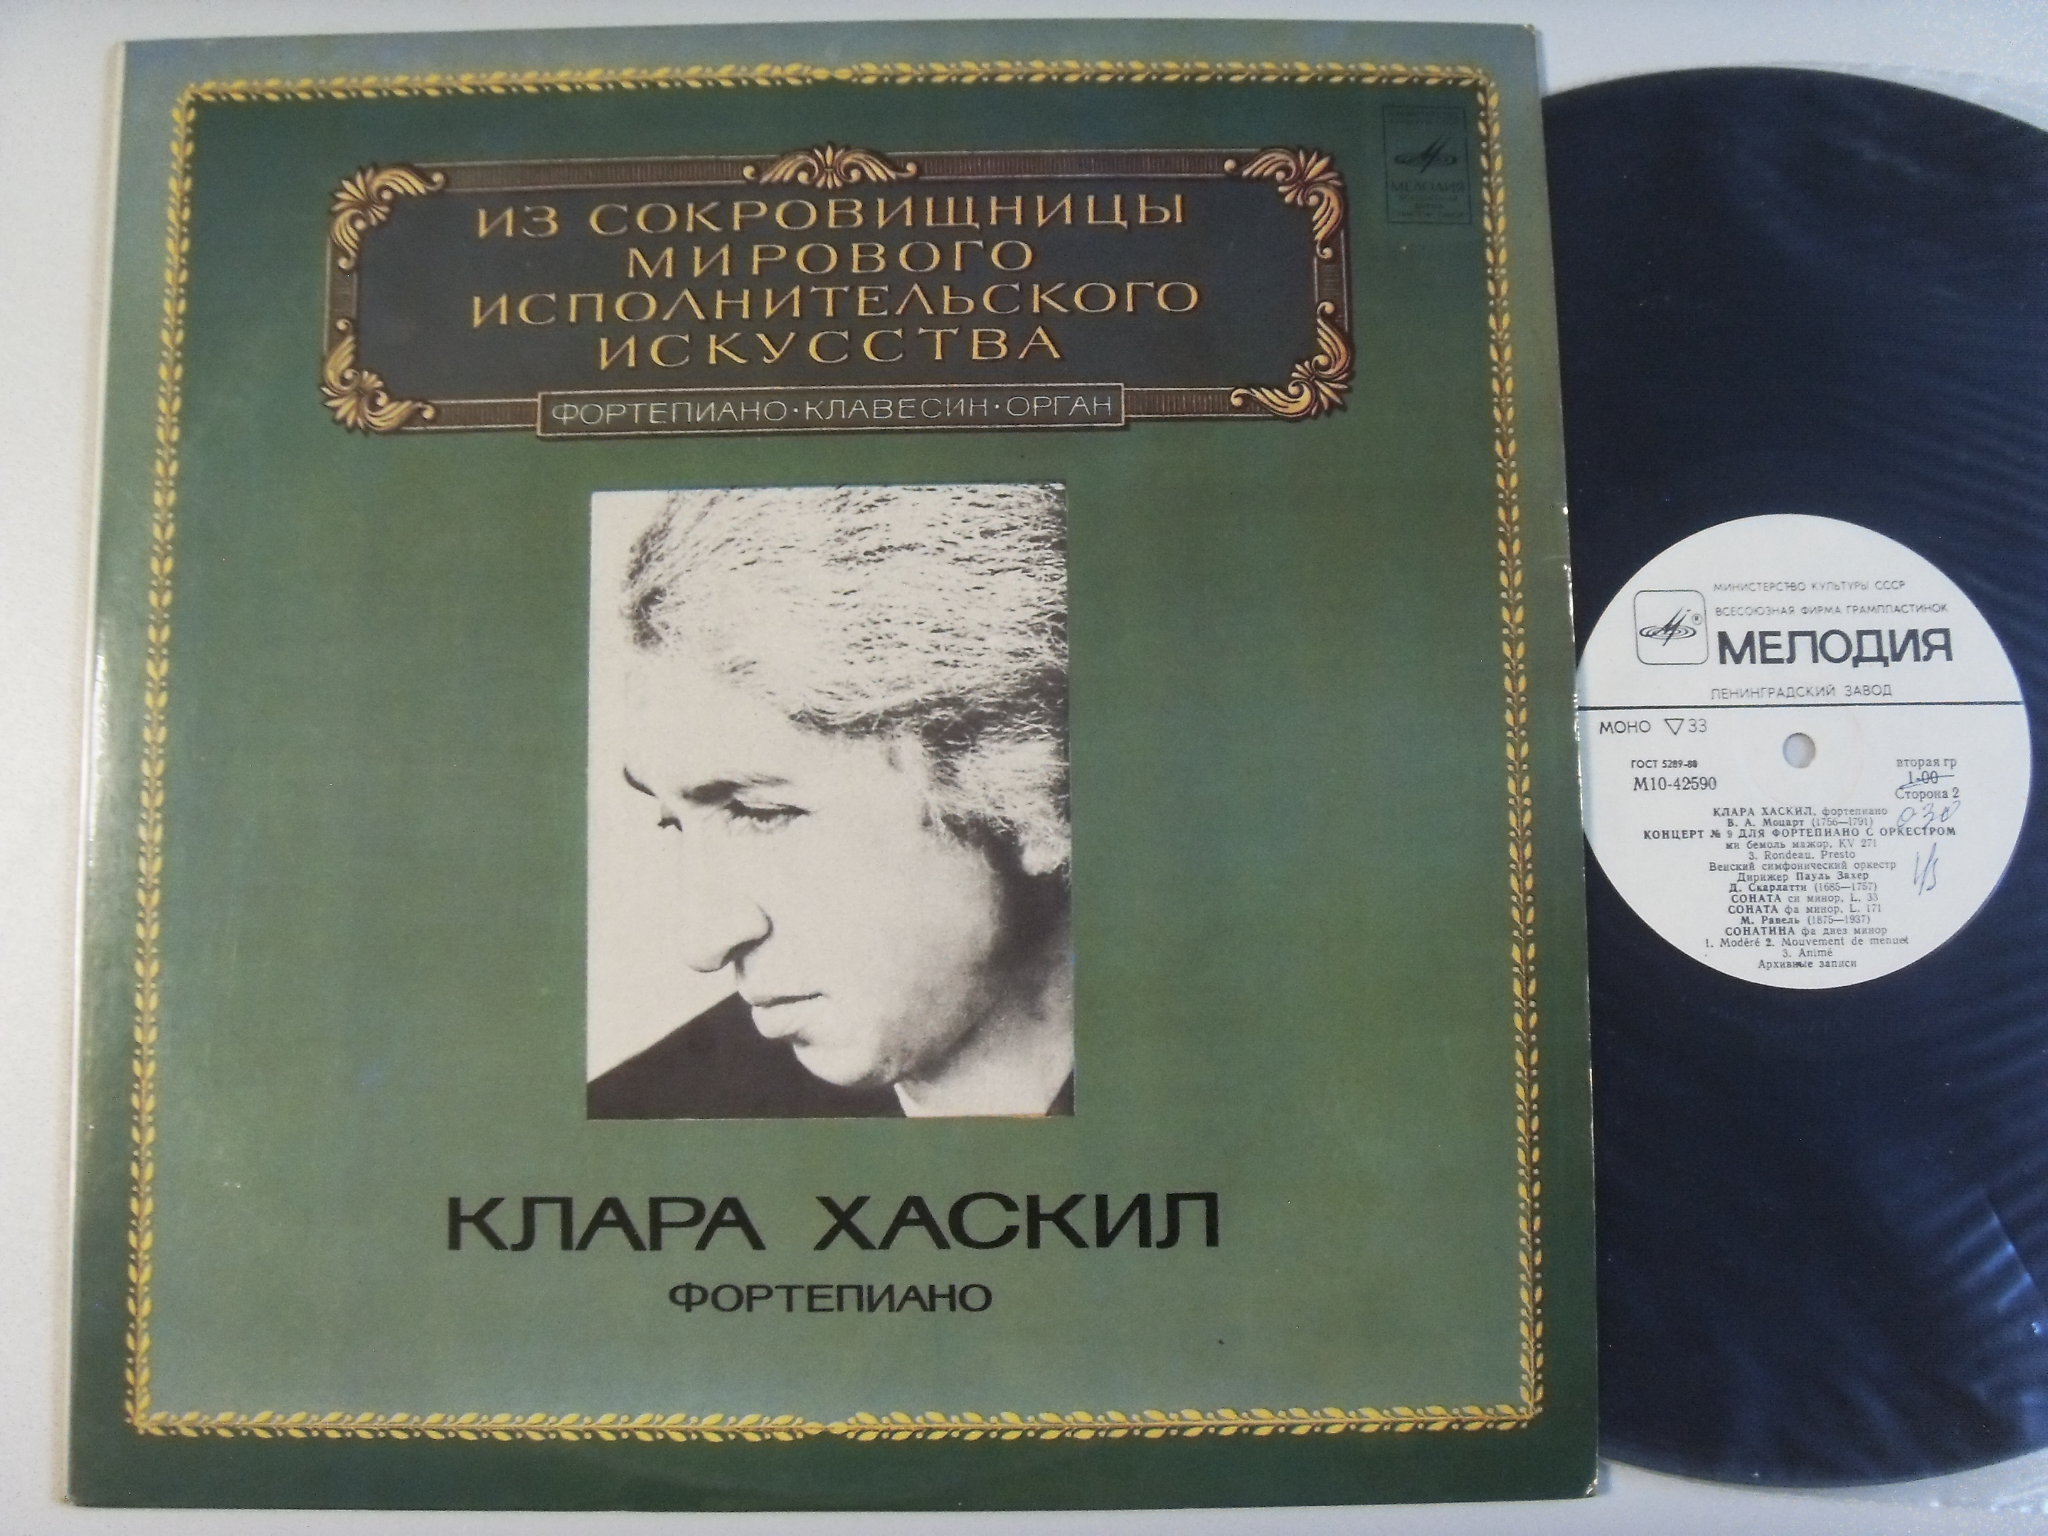 ИЗ СОКРОВИЩНИЦЫ
МИРОВОГО
ИСПОЛНИТЕЛЬСКОГО
ИСКУССТВА
ФОРТЕПИАНО·КЛАВЕСИН·ОРГАН
МЕЛОДИЯ
КЛАРА ХАСКИЛ
ФОРТЕПИАНО
МИНИСТЕРСТВО КУЛЬТУРЫ СССР
ВСЕСОЮЗНАЯ ФИРМА ГРАМПЛАСТИНОК
МЕЛОДИЯ
ЛЕНИНГРАДСКИЙ ЗАВОД
МОНО ▽ 33
ГОСТ 5289-88
вторая гр
М10-42590
1-00
Сторона 2
КЛАРА ХАСКИЛ, фортепиано
В. А. Моцарт (1756—1791)
КОНЦЕРТ № 9 ДЛЯ ФОРТЕПИАНО С ОРКЕСТРОМ
ми бемоль мажор, KV 271
3. Rondeau. Presto
Венский симфонический оркестр
Дирижер Пауль Захер
Д. Скарлатти (1685—1757)
СОНАТА си минор, L. 33
СОНАТА фа минор, L. 171
М. Равель (1875—1937)
СОНАТИНА фа диез минор
1. Modéré 2. Mouvement de menuet
3. Animé
Архивные записи